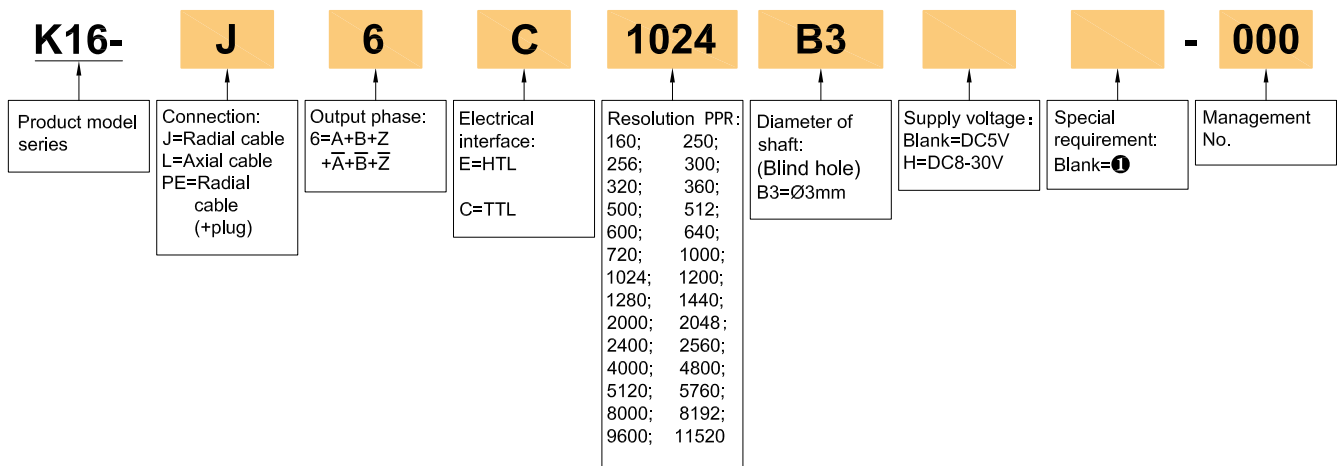 K16- J 6 C 1024 B3 - 000
Product model
series
Connection:
J=Radial cable
L=Axial cable
PE=Radial
cable
(+plug)
Output phase:
6=A+B+Z
+A̅+B̅+Z̅
Electrical
interface:
E=HTL
C=TTL
Resolution PPR:
160; 250;
256; 300;
320; 360;
500; 512;
600; 640;
720; 1000;
1024; 1200;
1280; 1440;
2000; 2048;
2400; 2560;
4000; 4800;
5120; 5760;
8000; 8192;
9600; 11520
Diameter of
shaft:
(Blind hole)
B3=Ø3mm
Supply voltage:
Blank=DC5V
H=DC8-30V
Special
requirement:
Blank=❶
Management
No.